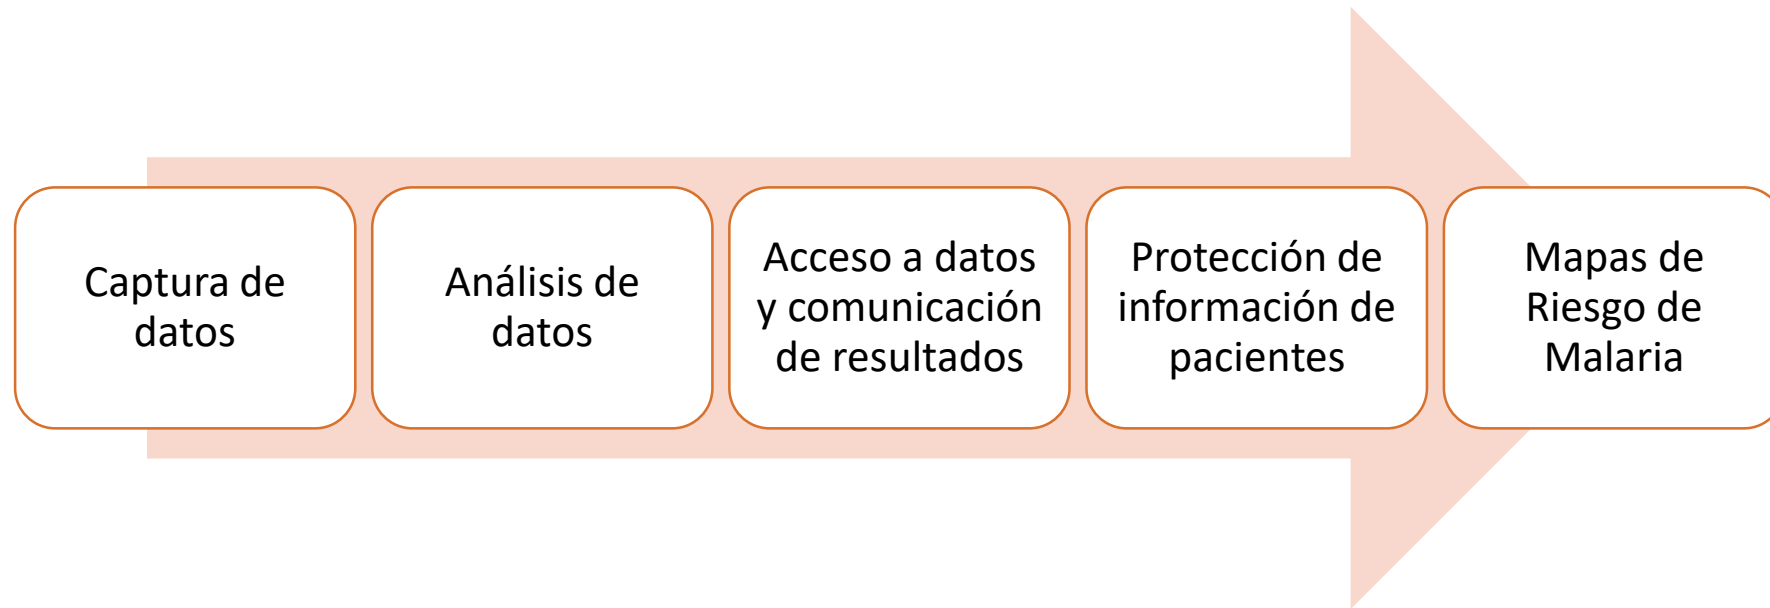 Captura de
datos
Análisis de
datos
Acceso a datos
y comunicación
de resultados
Protección de
información de
pacientes
Mapas de
Riesgo de
Malaria